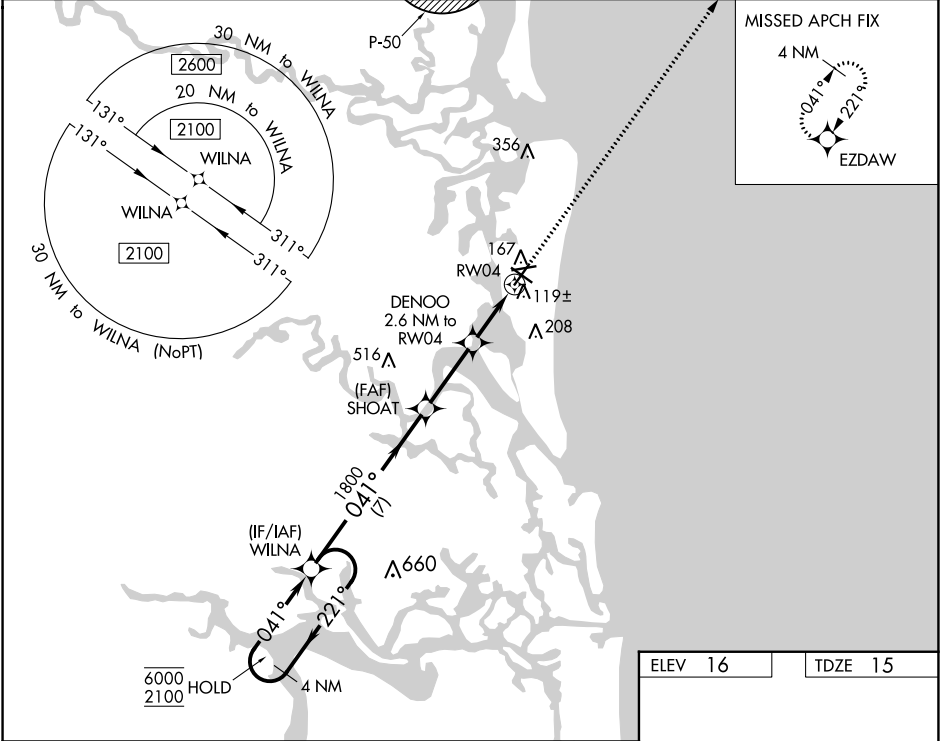 30 NM to WILNA
2600
20 NM to WILNA
2100
131°
131°
WILNA
WILNA
311°
311°
2100
30 NM to WILNA (NoPT)
P-50
MISSED APCH FIX
4 NM
041°
221°
EZDAW
356
167
RW04
119±
208
DENOO
2.6 NM to
RW04
516
(FAF)
SHOAT
1800
041°
(7)
(IF/IAF)
WILNA
660
041°
221°
6000
2100
HOLD
4 NM
ELEV 16
TDZE 15